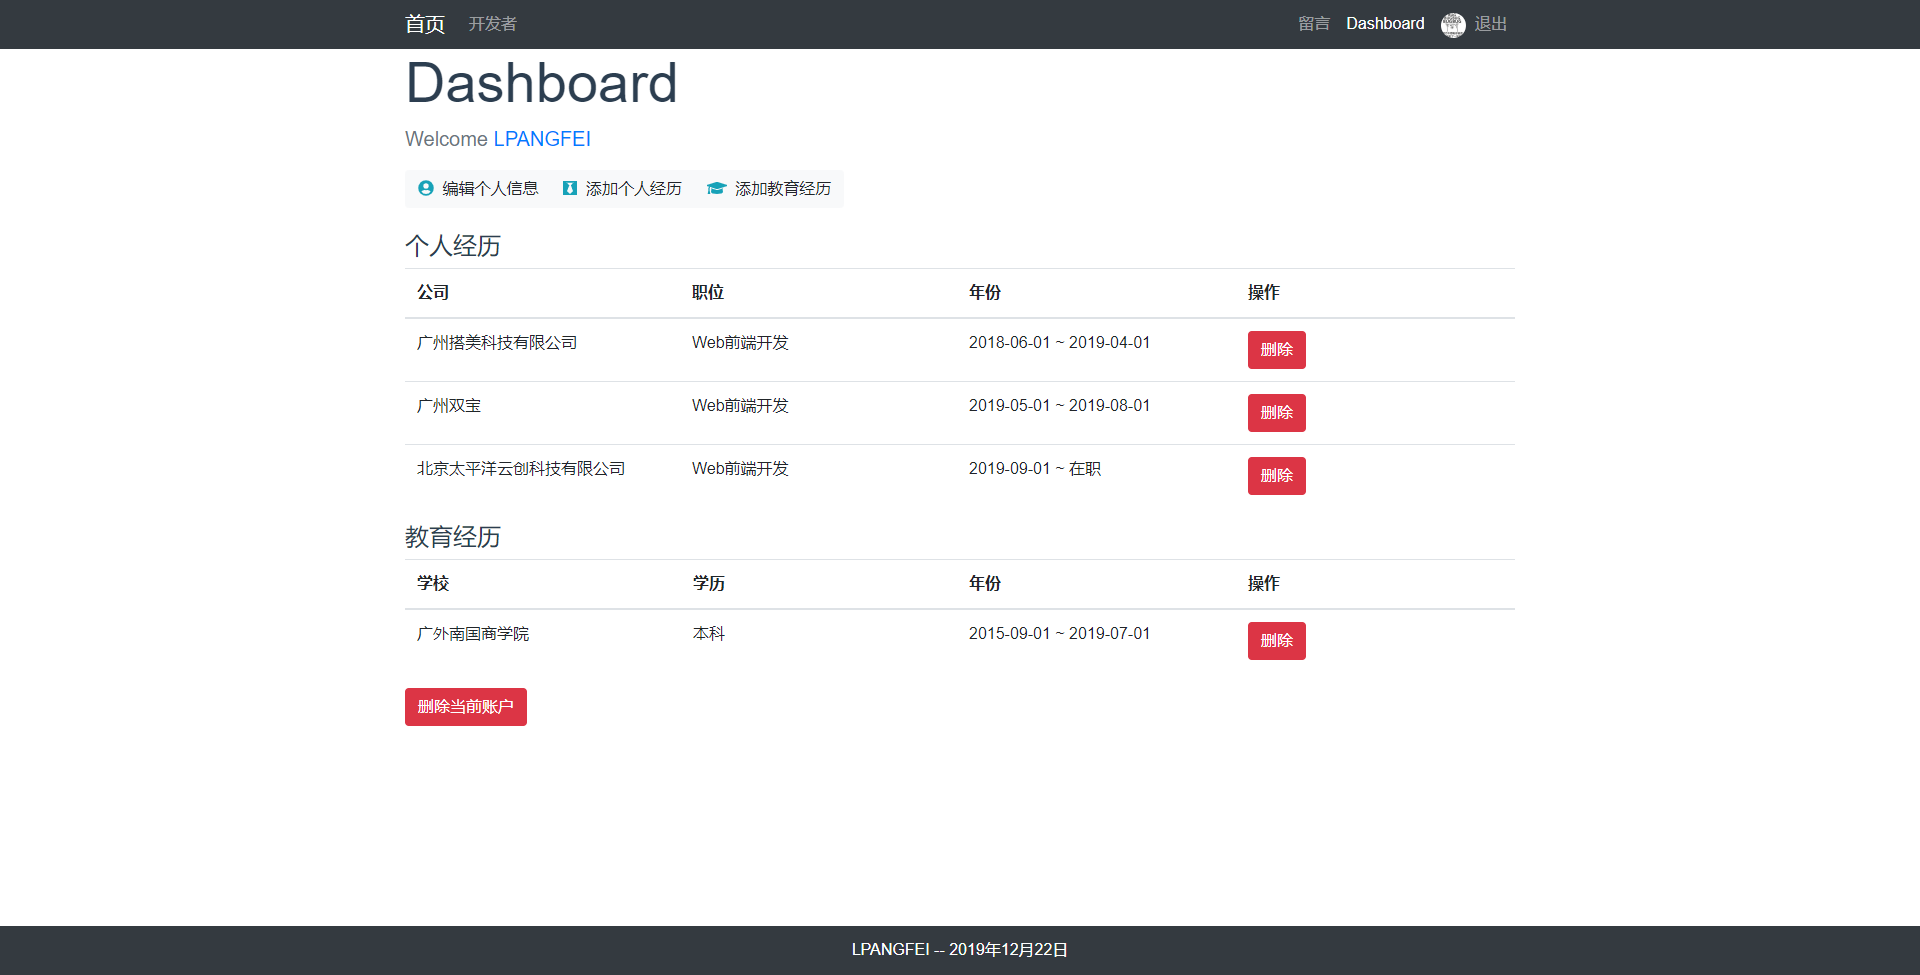 首页 开发者 留言 Dashboard 退出
Dashboard
Welcome LPANGFEI
编辑个人信息 添加个人经历 添加教育经历
个人经历
公司 职位 年份 操作
广州搭美科技有限公司 Web前端开发 2018-06-01 ~ 2019-04-01 删除
广州双宝 Web前端开发 2019-05-01 ~ 2019-08-01 删除
北京太平洋云创科技有限公司 Web前端开发 2019-09-01 ~ 在职 删除
教育经历
学校 学历 年份 操作
广外南国商学院 本科 2015-09-01 ~ 2019-07-01 删除
删除当前账户
LPANGFEI -- 2019年12月22日